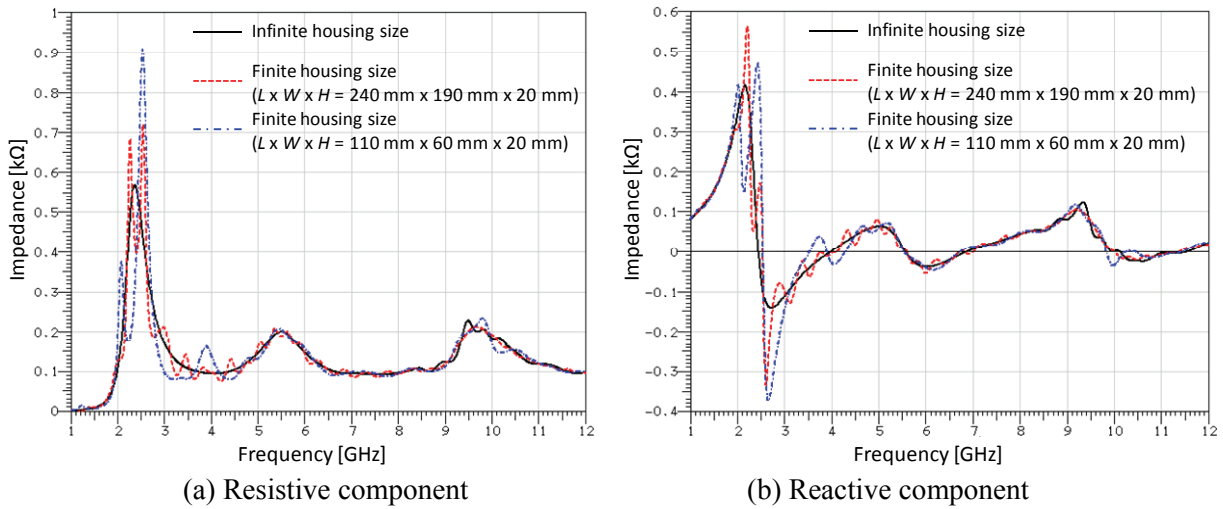 Infinite housing size
Finite housing size
(L x W x H = 240 mm x 190 mm x 20 mm)
Finite housing size
(L x W x H = 110 mm x 60 mm x 20 mm)
Impedance [kΩ]
1
0.9
0.8
0.7
0.6
0.5
0.4
0.3
0.2
0.1
0
1 2 3 4 5 6 7 8 9 10 11 12
Frequency [GHz]
(a) Resistive component
Infinite housing size
Finite housing size
(L x W x H = 240 mm x 190 mm x 20 mm)
Finite housing size
(L x W x H = 110 mm x 60 mm x 20 mm)
Impedance [kΩ]
0.6
0.5
0.4
0.3
0.2
0.1
0
-0.1
-0.2
-0.3
-0.4
1 2 3 4 5 6 7 8 9 10 11 12
Frequency [GHz]
(b) Reactive component